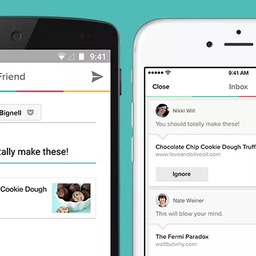 9:41
Friend
Bignell
tally make these!
Cookie Dough
9:41 AM
Close
Inbox
Nikki Will
You should totally make these!
Chocolate Chip Cookie Dough Truff
www.loveandoliveoil.com
Ignore
Nate Weiner
This will blow your mind.
The Fermi Paradox
waitbutwhy.com